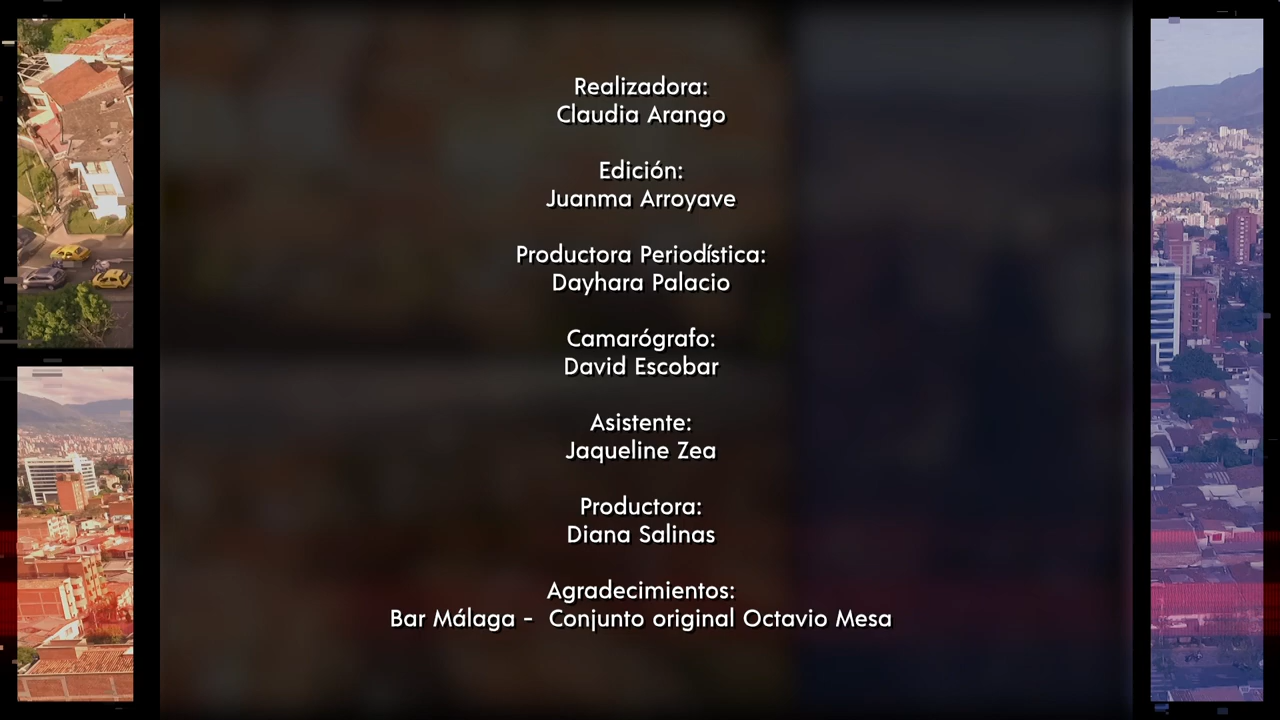 Realizadora:
Claudia Arango
Edición:
Juanma Arroyave
Productora Periodística:
Dayhara Palacio
Camarógrafo:
David Escobar
Asistente:
Jaqueline Zea
Productora:
Diana Salinas
Agradecimientos:
Bar Málaga -  Conjunto original Octavio Mesa